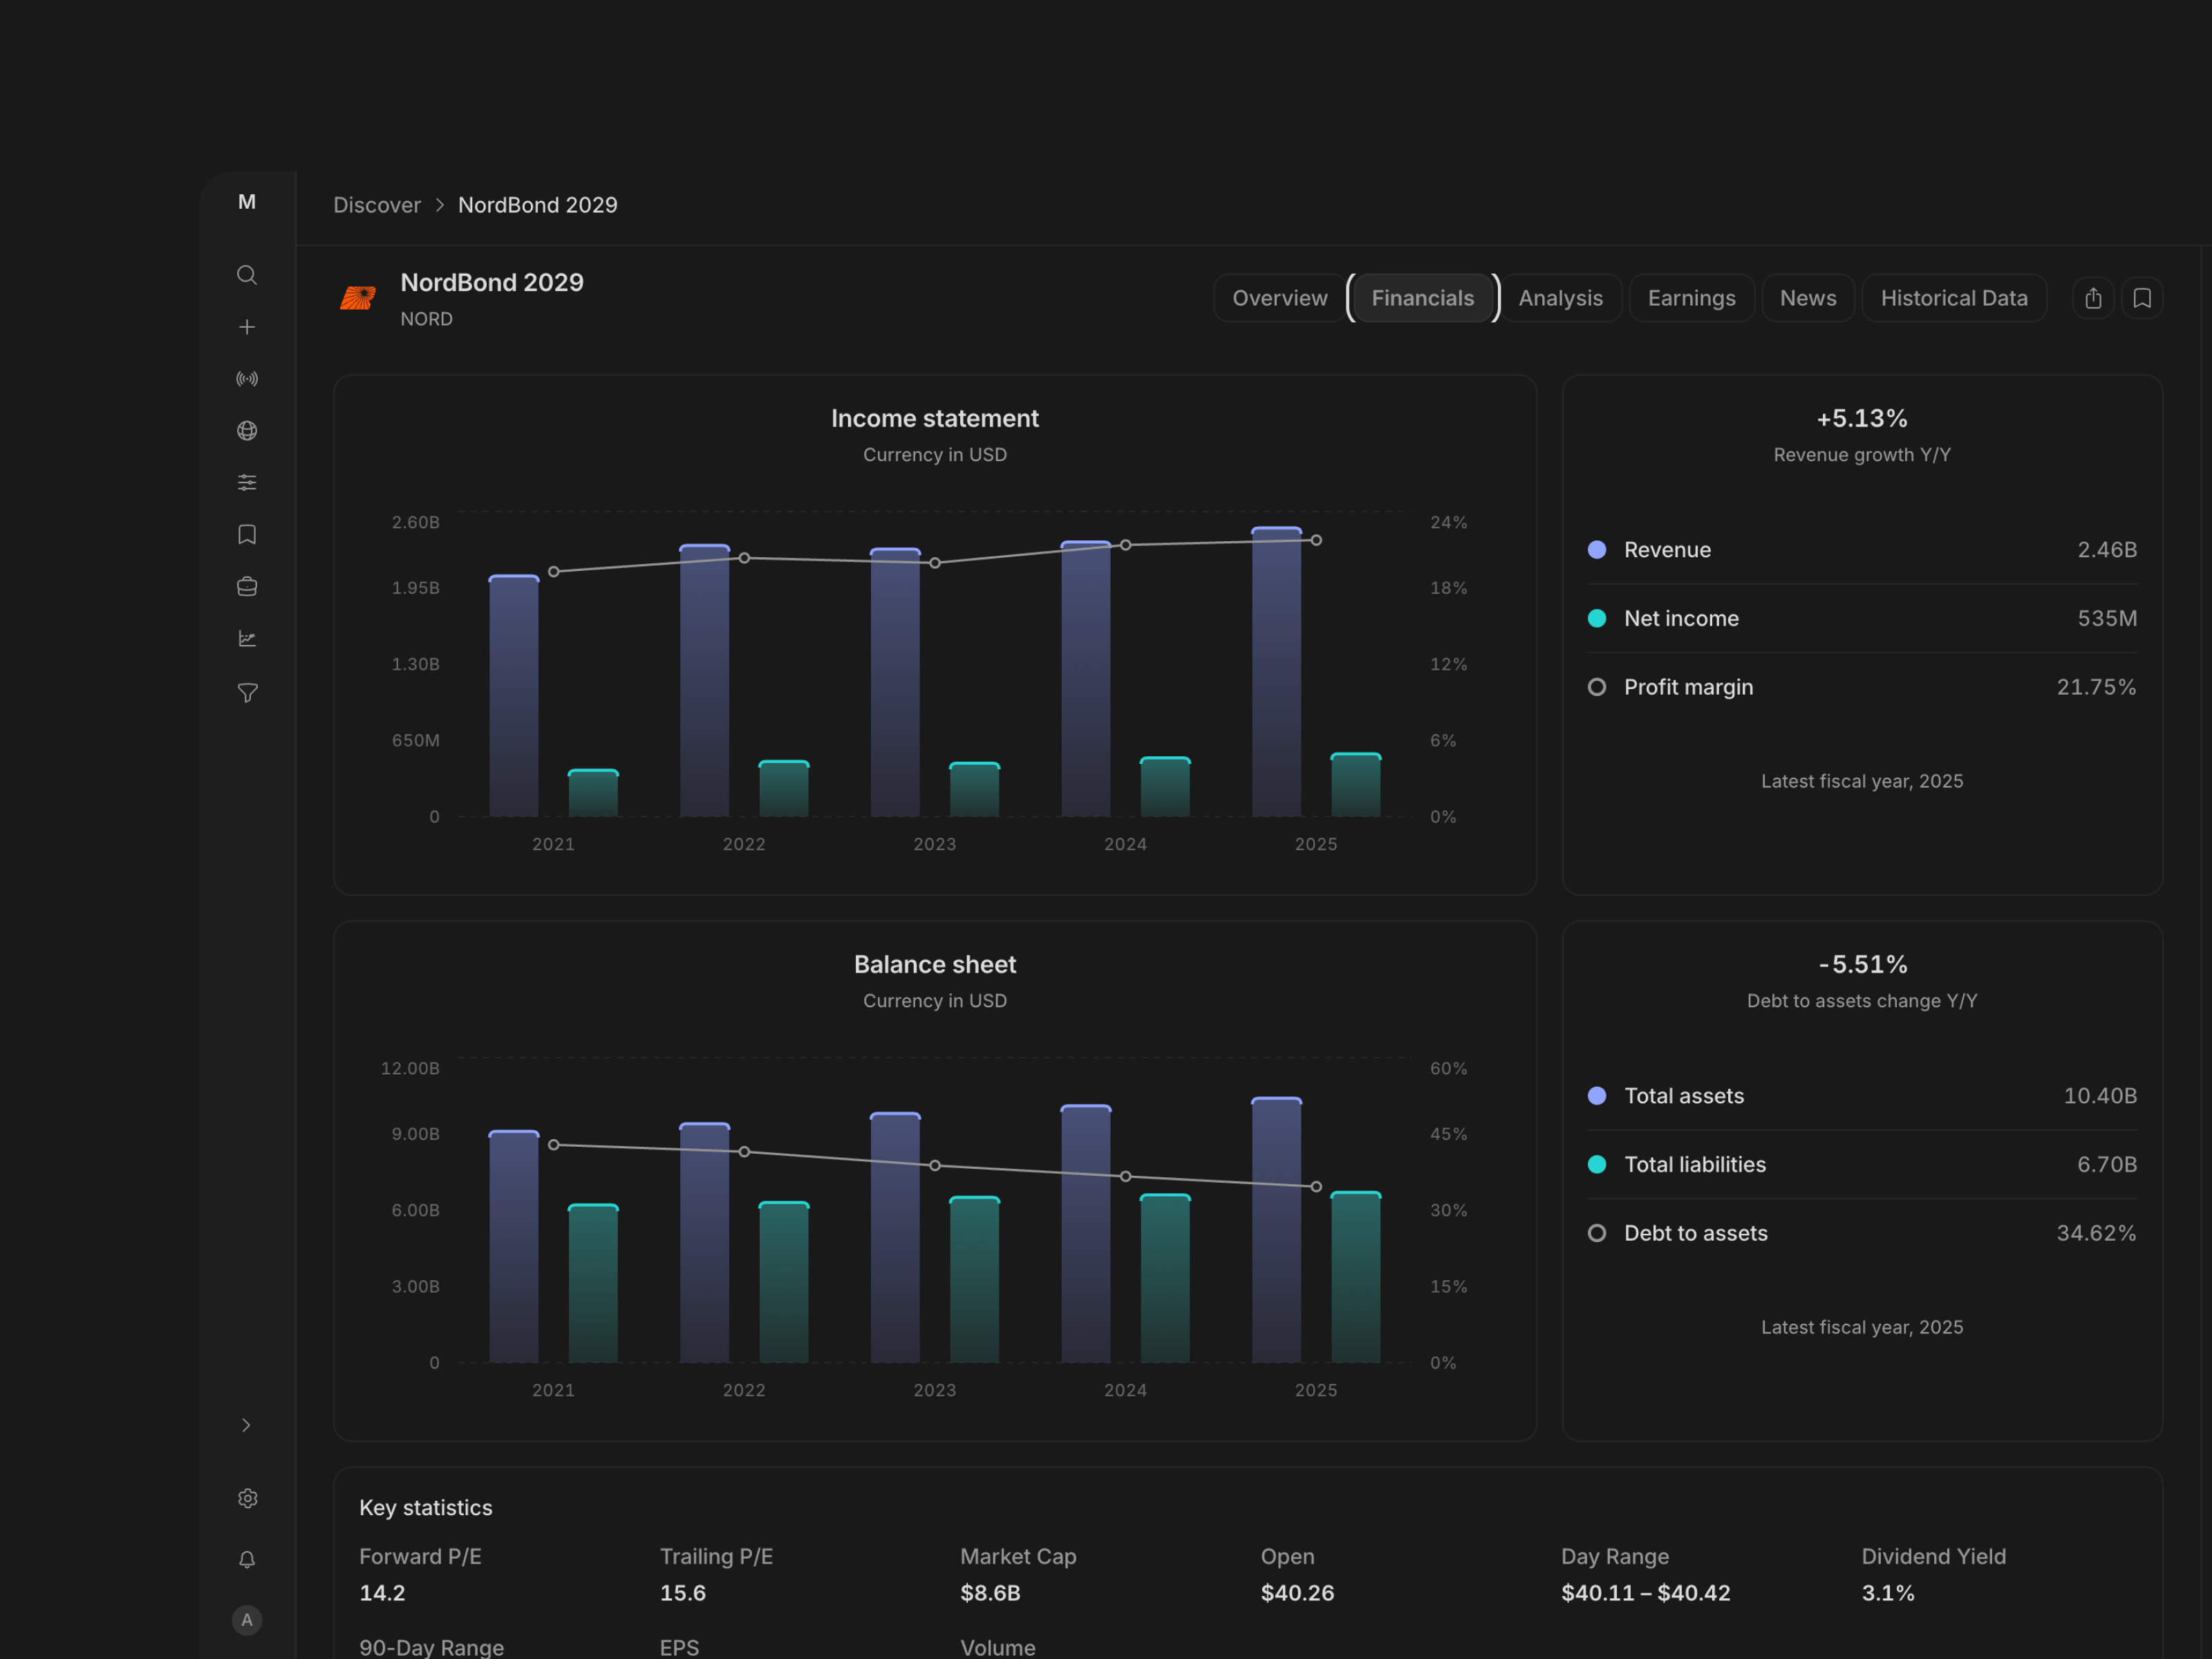 M
Discover > NordBond 2029
NordBond 2029
NORD
Overview
Financials
Analysis
Earnings
News
Historical Data
Income statement
Currency in USD
2.60B
1.95B
1.30B
650M
0
24%
18%
12%
6%
0%
2021
2022
2023
2024
2025
+5.13%
Revenue growth Y/Y
Revenue 2.46B
Net income 535M
Profit margin 21.75%
Latest fiscal year, 2025
Balance sheet
Currency in USD
12.00B
9.00B
6.00B
3.00B
0
60%
45%
30%
15%
0%
2021
2022
2023
2024
2025
-5.51%
Debt to assets change Y/Y
Total assets 10.40B
Total liabilities 6.70B
Debt to assets 34.62%
Latest fiscal year, 2025
Key statistics
Forward P/E
14.2
Trailing P/E
15.6
Market Cap
$8.6B
Open
$40.26
Day Range
$40.11 – $40.42
Dividend Yield
3.1%
90-Day Range
EPS
Volume
A